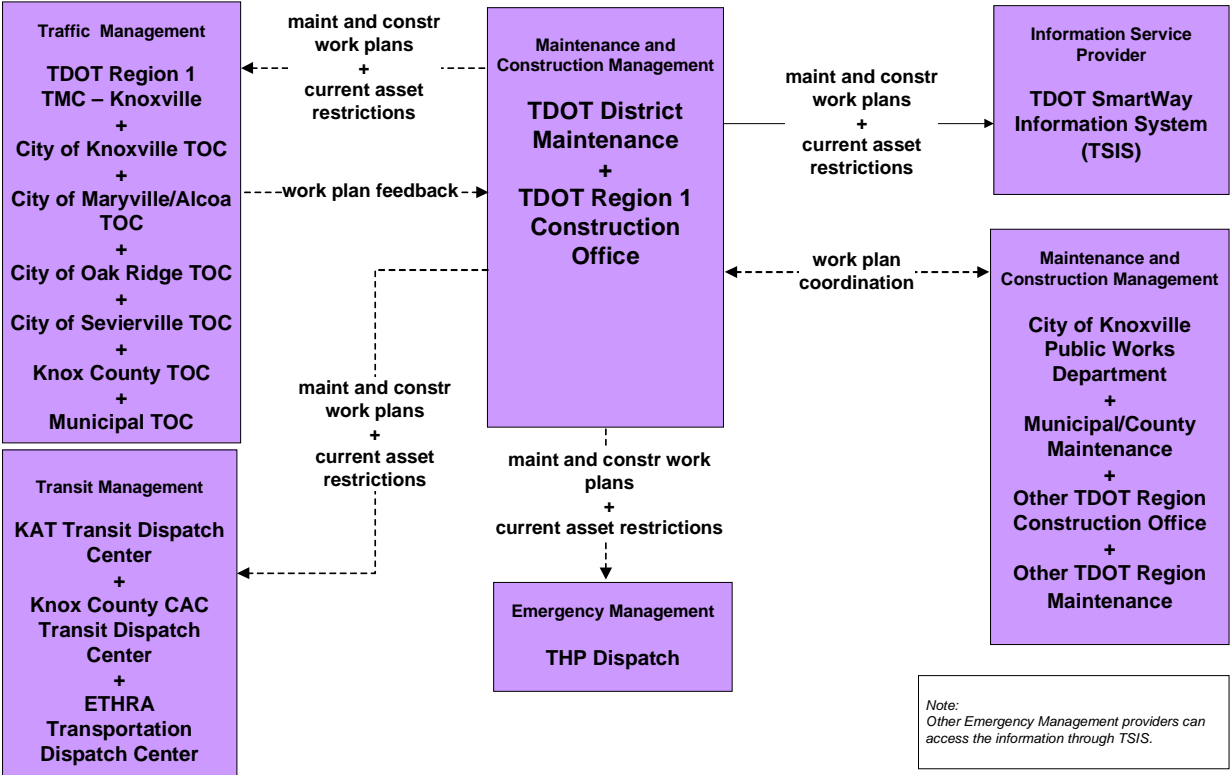 Traffic Management
TDOT Region 1
TMC – Knoxville
+
City of Knoxville TOC
+
City of Maryville/Alcoa
TOC
+
City of Oak Ridge TOC
+
City of Sevierville TOC
+
Knox County TOC
+
Municipal TOC
maint and constr
work plans
+
current asset
restrictions
work plan feedback
Maintenance and
Construction Management
TDOT District
Maintenance
+
TDOT Region 1
Construction
Office
maint and constr
work plans
+
current asset
restrictions
Information Service
Provider
TDOT SmartWay
Information System
(TSIS)
work plan
coordination
Maintenance and
Construction Management
City of Knoxville
Public Works
Department
+
Municipal/County
Maintenance
+
Other TDOT Region
Construction Office
+
Other TDOT Region
Maintenance
maint and constr
work plans
+
current asset
restrictions
Transit Management
KAT Transit Dispatch
Center
+
Knox County CAC
Transit Dispatch
Center
+
ETHRA
Transportation
Dispatch Center
maint and constr work
plans
+
current asset restrictions
Emergency Management
THP Dispatch
Note:
Other Emergency Management providers can
access the information through TSIS.